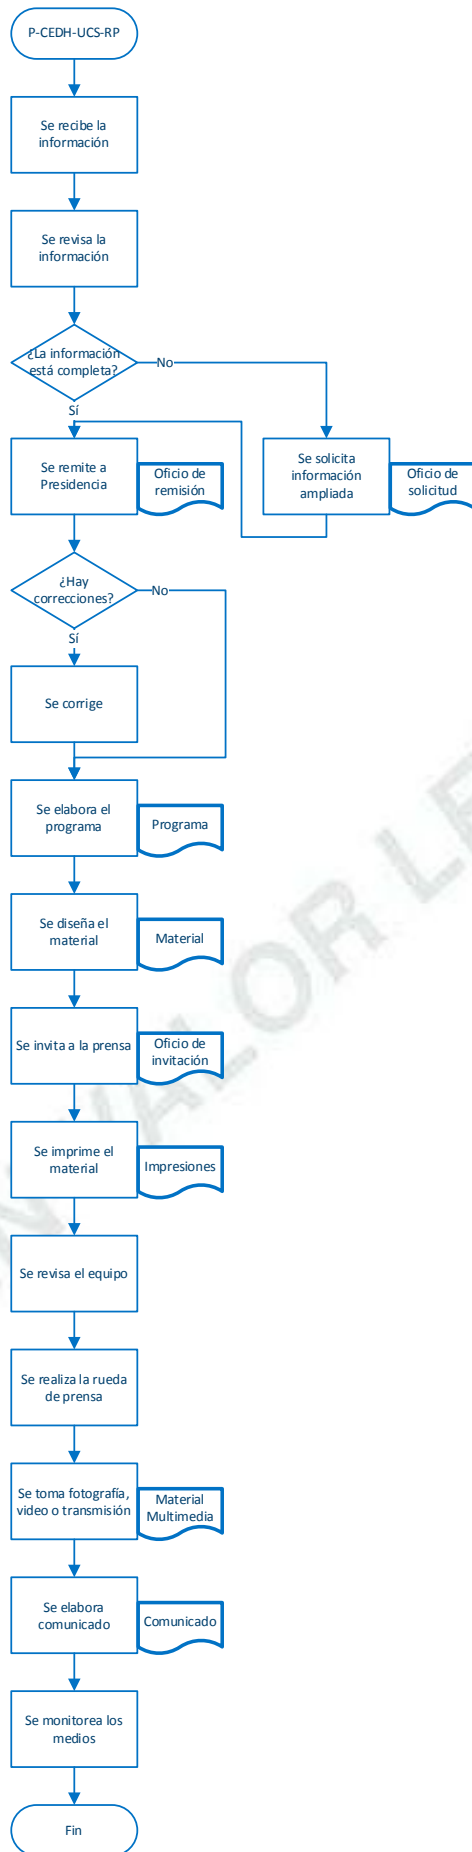 P-CEDH-UCS-RP
Se recibe la
información
Se revisa la
información
¿La información
está completa?
No
Sí
Se remite a
Presidencia
Oficio de
remisión
Se solicita
información
ampliada
Oficio de
solicitud
¿Hay
correcciones?
No
Sí
Se corrige
Se elabora el
programa
Programa
Se diseña el
material
Material
Se invita a la prensa
Oficio de
invitación
Se imprime el
material
Impresiones
Se revisa el equipo
Se realiza la rueda
de prensa
Se toma fotografía,
video o transmisión
Material
Multimedia
Se elabora
comunicado
Comunicado
Se monitorea los
medios
Fin
VALOR